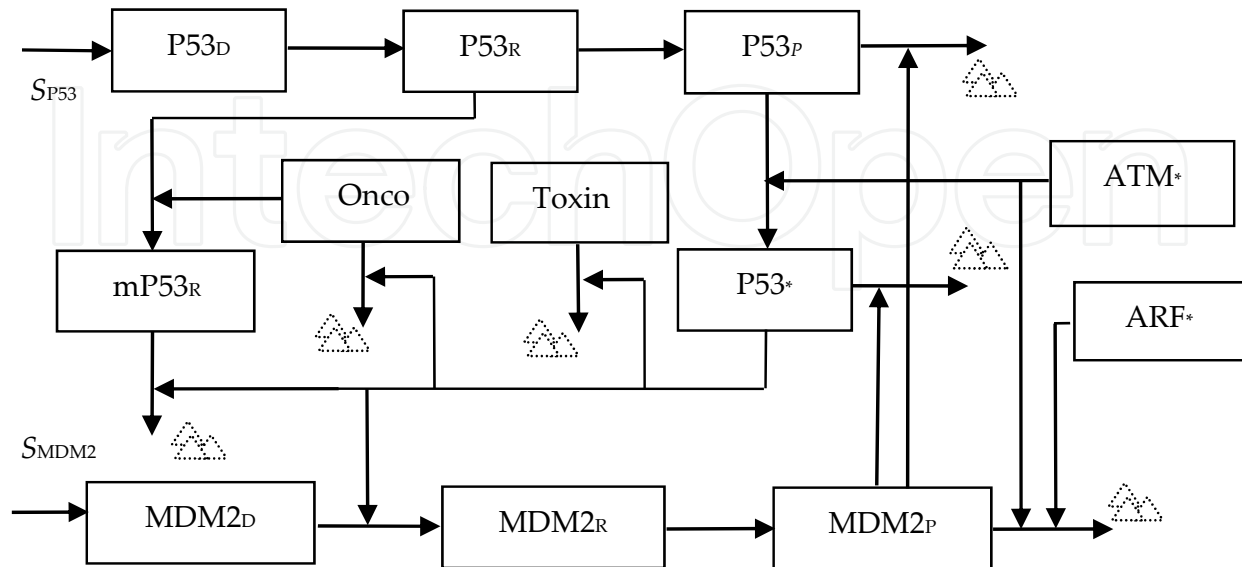 P53D
P53R
P53P
SP53
IntechOpen
Onco
Toxin
ATM*
mP53R
P53*
ARF*
SMDM2
MDM2D
MDM2R
MDM2P